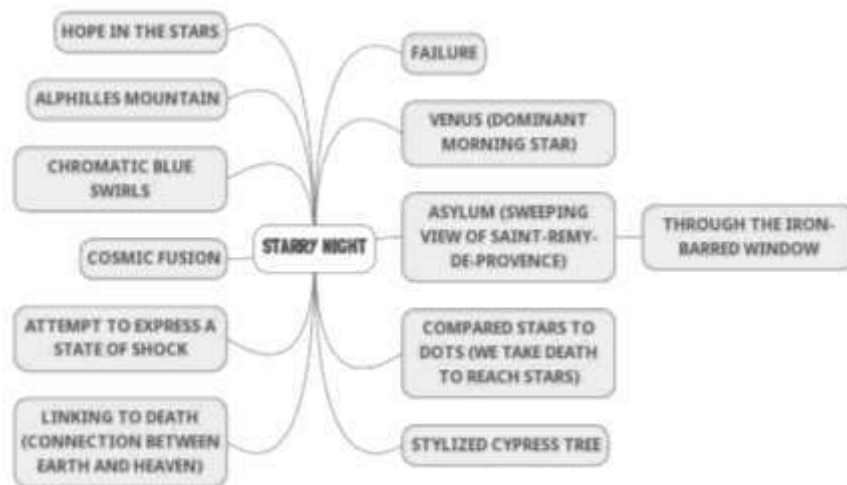 HOPE IN THE STARS
ALPHILLES MOUNTAIN
CHROMATIC BLUE
SWIRLS
COSMIC FUSION
ATTEMPT TO EXPRESS A
STATE OF SHOCK
LINKING TO DEATH
(CONNECTION BETWEEN
EARTH AND HEAVEN)
STARRY NIGHT
FAILURE
VENUS (DOMINANT
MORNING STAR)
ASYLUM (SWEEPING
VIEW OF SAINT-REMY-
DE-PROVENCE)
THROUGH THE IRON-
BARRED WINDOW
COMPARED STARS TO
DOTS (WE TAKE DEATH
TO REACH STARS)
STYLIZED CYPRESS TREE